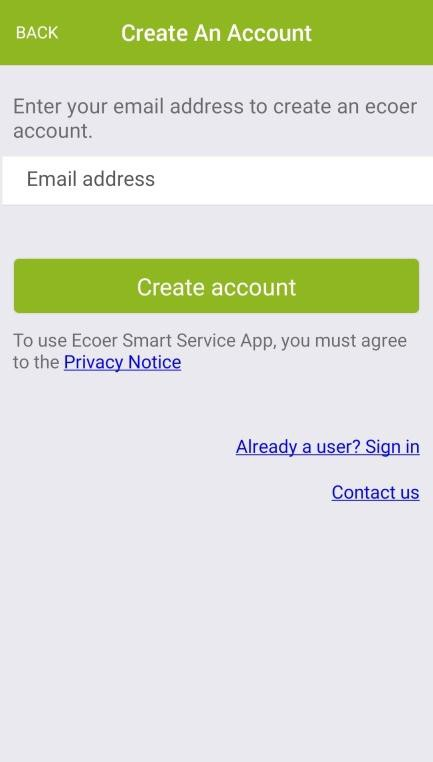 BACK
Create An Account
Enter your email address to create an ecoer
account.
Email address
Create account
To use Ecoer Smart Service App, you must agree
to the Privacy Notice
Already a user? Sign in
Contact us